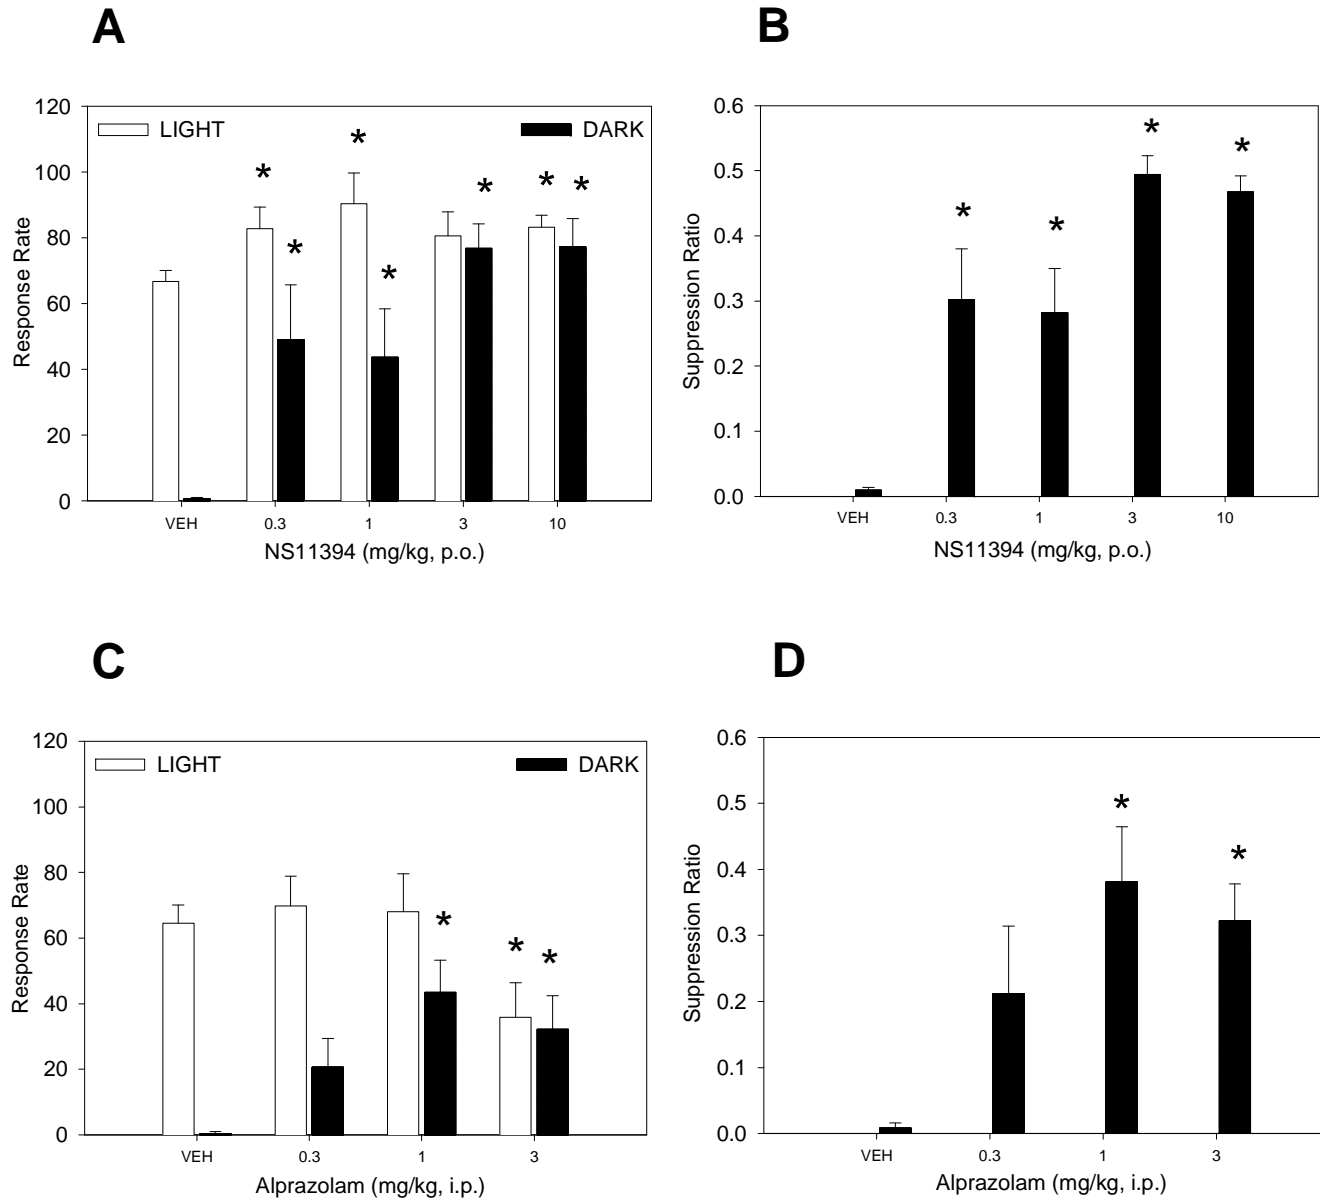 A
120
100
80
60
40
20
0
Response Rate
LIGHT
DARK
*
*
*
*
*
*
*
VEH
0.3
1
3
10
NS11394 (mg/kg, p.o.)
B
0.6
0.5
0.4
0.3
0.2
0.1
0.0
Suppression Ratio
*
*
*
*
VEH
0.3
1
3
10
NS11394 (mg/kg, p.o.)
C
120
100
80
60
40
20
0
Response Rate
LIGHT
DARK
*
*
*
VEH
0.3
1
3
Alprazolam (mg/kg, i.p.)
D
0.6
0.5
0.4
0.3
0.2
0.1
0.0
Suppression Ratio
*
*
VEH
0.3
1
3
Alprazolam (mg/kg, i.p.)